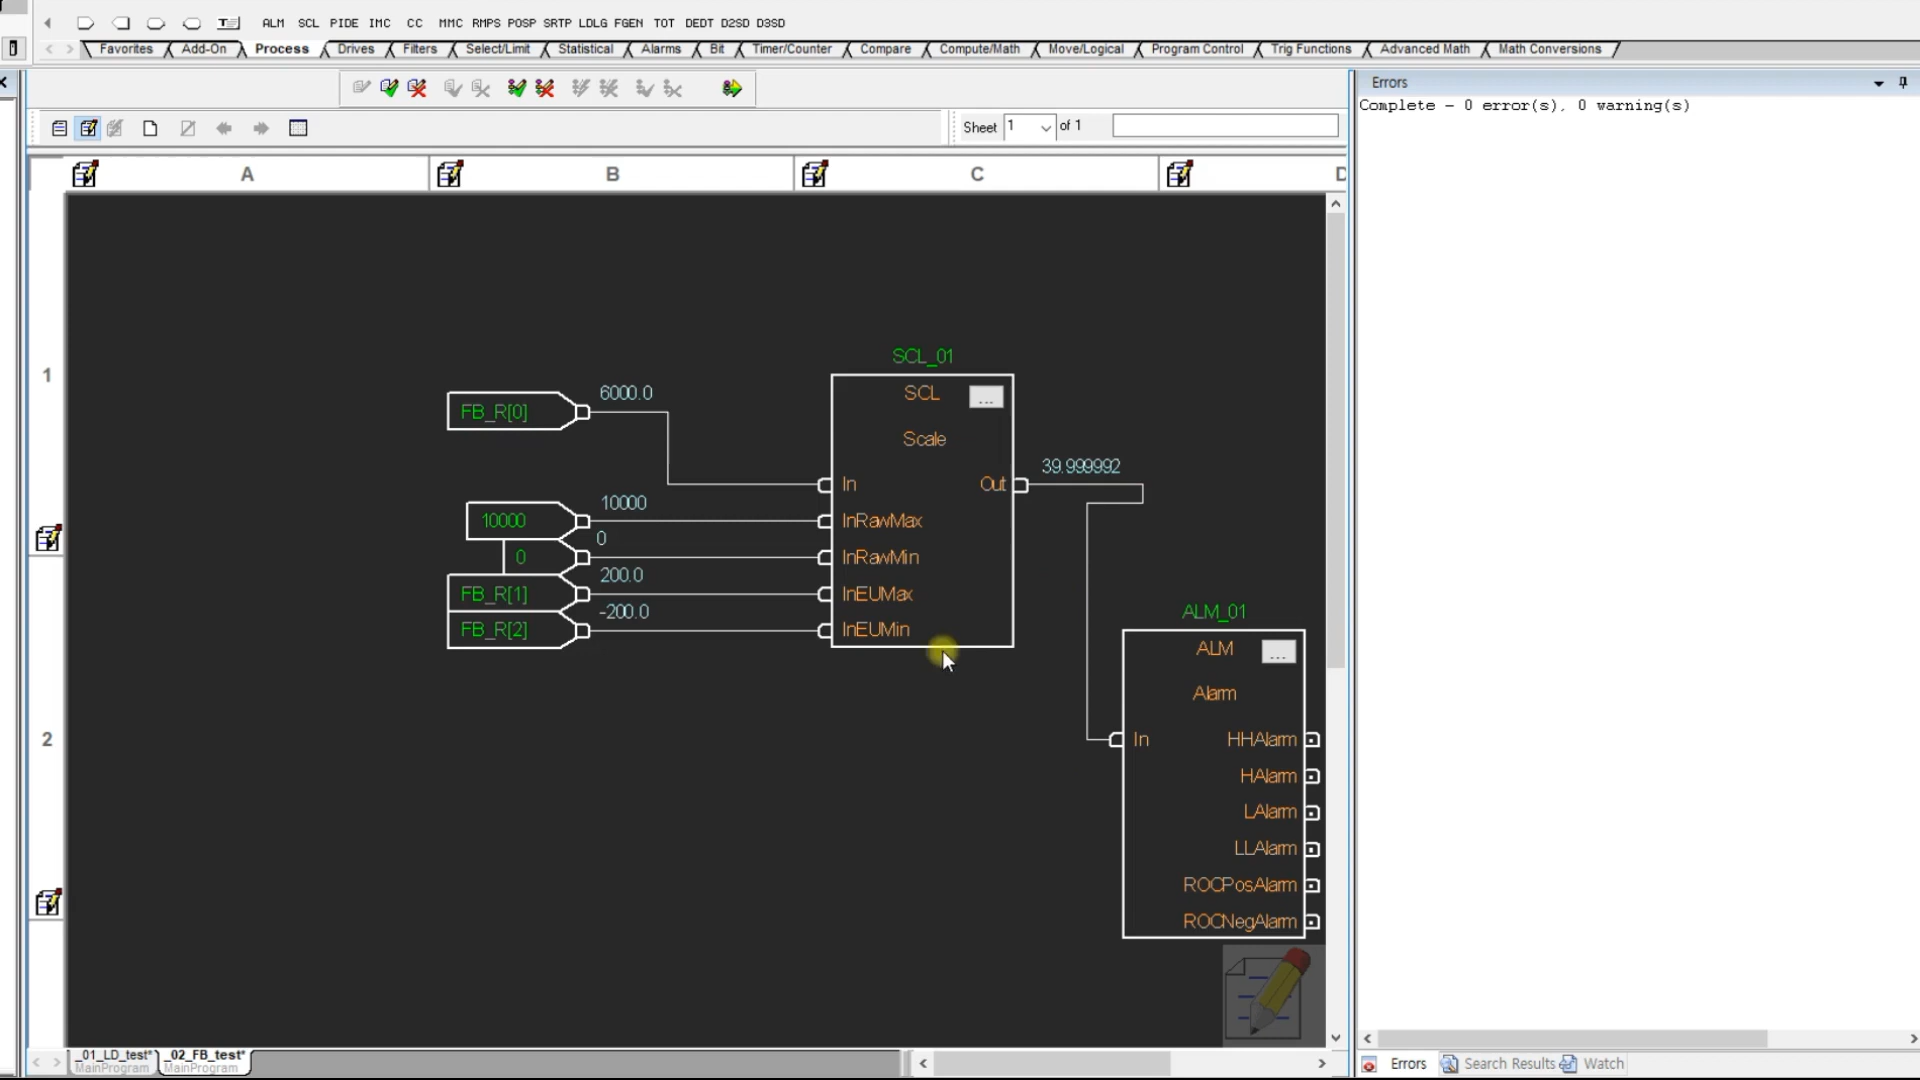 ALM SCL PIDE IMC CC MMC RMPS POSP SRTP LDLG FGEN TOT DEDT D2SD D3SD
Favorites Add-On Process Drives Filters Select/Limit Statistical Alarms Bit Timer/Counter Compare Compute/Math Move/Logical Program Control Trig Functions Advanced Math Math Conversions
Errors
Complete - 0 error(s), 0 warning(s)
Sheet 1 of 1
A B C D
1
2
SCL_01
SCL ...
Scale
FB_R[0] 6000.0
In Out 39.999992
10000 10000 InRawMax
0 0 InRawMin
FB_R[1] 200.0 InEUMax
FB_R[2] -200.0 InEUMin
ALM_01
ALM ...
Alarm
In HHAlarm
HAlarm
LAlarm
LLAlarm
ROCPosAlarm
ROCNegAlarm
_01_LD_test* _02_FB_test*
MainProgram MainProgram
Errors Search Results Watch